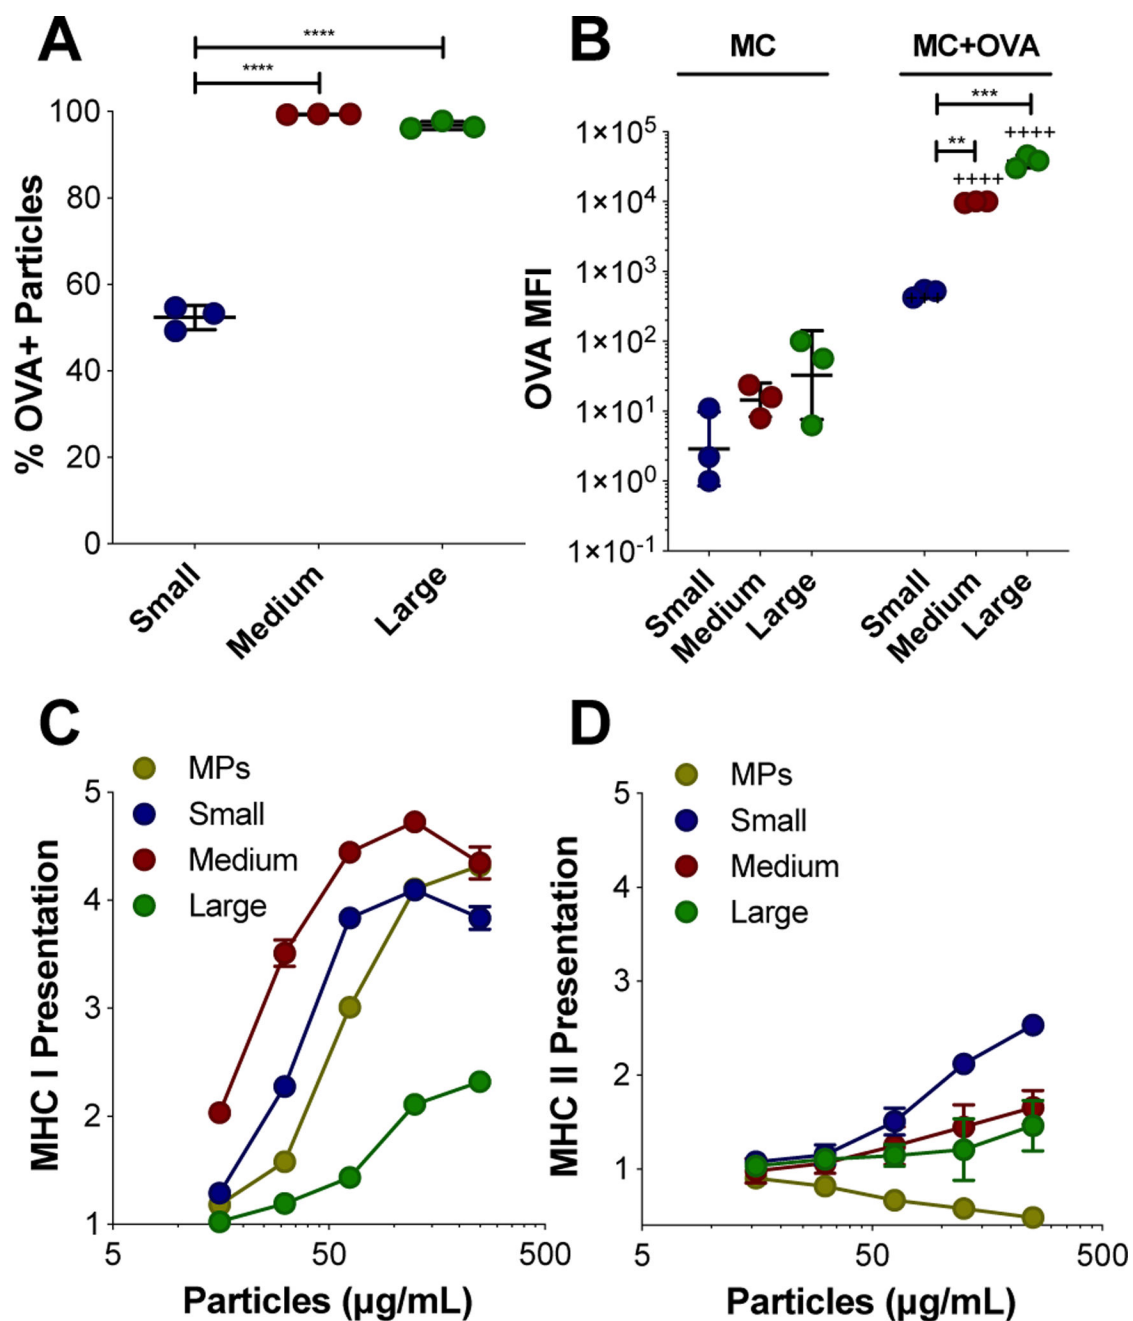 A
****
****
% OVA+ Particles
100
80
60
40
20
0
Small
Medium
Large
B
MC
MC+OVA
***
**
++++
++++
OVA MFI
1×10⁵
1×10⁴
1×10³
1×10²
1×10¹
1×10⁰
1×10⁻¹
Small
Medium
Large
Small
Medium
Large
C
MPs
Small
Medium
Large
MHC I Presentation
5
4
3
2
1
5
50
500
Particles (µg/mL)
D
MPs
Small
Medium
Large
MHC II Presentation
5
4
3
2
1
5
50
500
Particles (µg/mL)